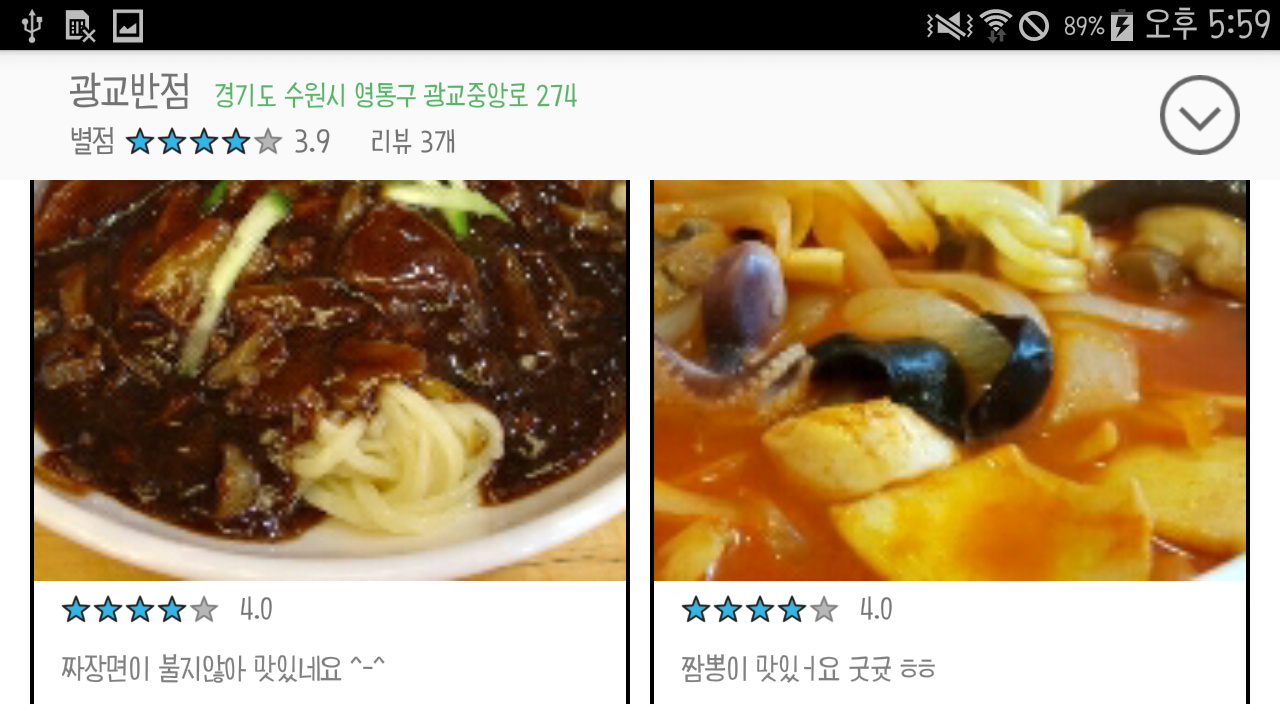 89% 오후 5:59
광교반점 경기도 수원시 영통구 광교중앙로 274
별점 3.9 리뷰 3개
4.0
짜장면이 불지않아 맛있네요 ^-^
4.0
짬뽕이 맛있ㅓ요 굿귯 ㅎㅎ